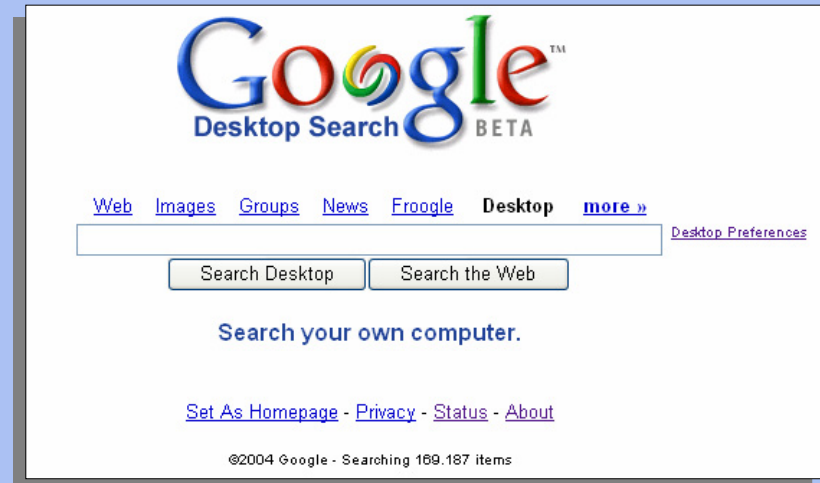 Google™
Desktop Search BETA
Web Images Groups News Froogle Desktop more »
Desktop Preferences
Search Desktop Search the Web
Search your own computer.
Set As Homepage - Privacy - Status - About
©2004 Google - Searching 169.187 items